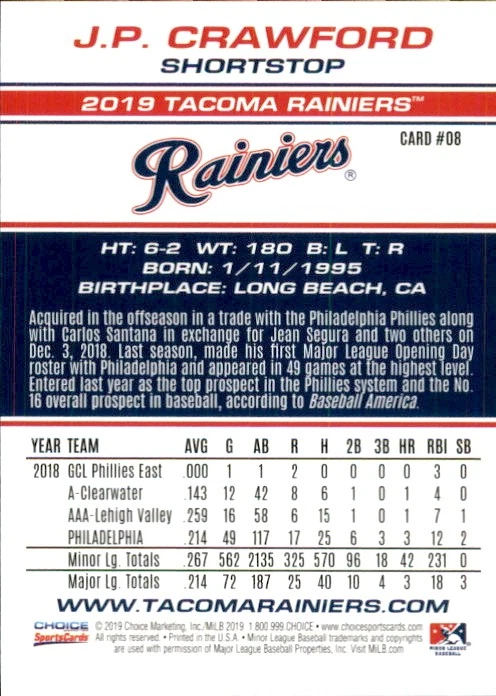 J.P. CRAWFORD
SHORTSTOP
2019 TACOMA RAINIERS™
CARD #08
Rainiers®
HT: 6-2 WT: 180 B: L T: R
BORN: 1/11/1995
BIRTHPLACE: LONG BEACH, CA
Acquired in the offseason in a trade with the Philadelphia Phillies along
with Carlos Santana in exchange for Jean Segura and two others on
Dec. 3, 2018. Last season, made his first Major League Opening Day
roster with Philadelphia and appeared in 49 games at the highest level.
Entered last year as the top prospect in the Phillies system and the No.
16 overall prospect in baseball, according to Baseball America.
YEAR TEAM AVG G AB R H 2B 3B HR RBI SB
2018 GCL Phillies East .000 1 1 2 0 0 0 0 3 0
A-Clearwater .143 12 42 8 6 1 0 1 4 0
AAA-Lehigh Valley .259 16 58 6 15 1 0 1 7 1
PHILADELPHIA .214 49 117 17 25 6 3 3 12 2
Minor Lg. Totals .267 562 2135 325 570 96 18 42 231 0
Major Lg. Totals .214 72 187 25 40 10 4 3 18 3
WWW.TACOMARAINIERS.COM
CHOICE
SportsCards
© 2019 Choice Marketing, Inc./MiLB 2019 1.800.999.CHOICE • www.choicesportscards.com
All rights reserved. • Printed in the U.S.A. • Minor League Baseball trademarks and copyrights
are used with permission of Major League Baseball Properties, Inc. Visit MiLB.com
MINOR LEAGUE
BASEBALL